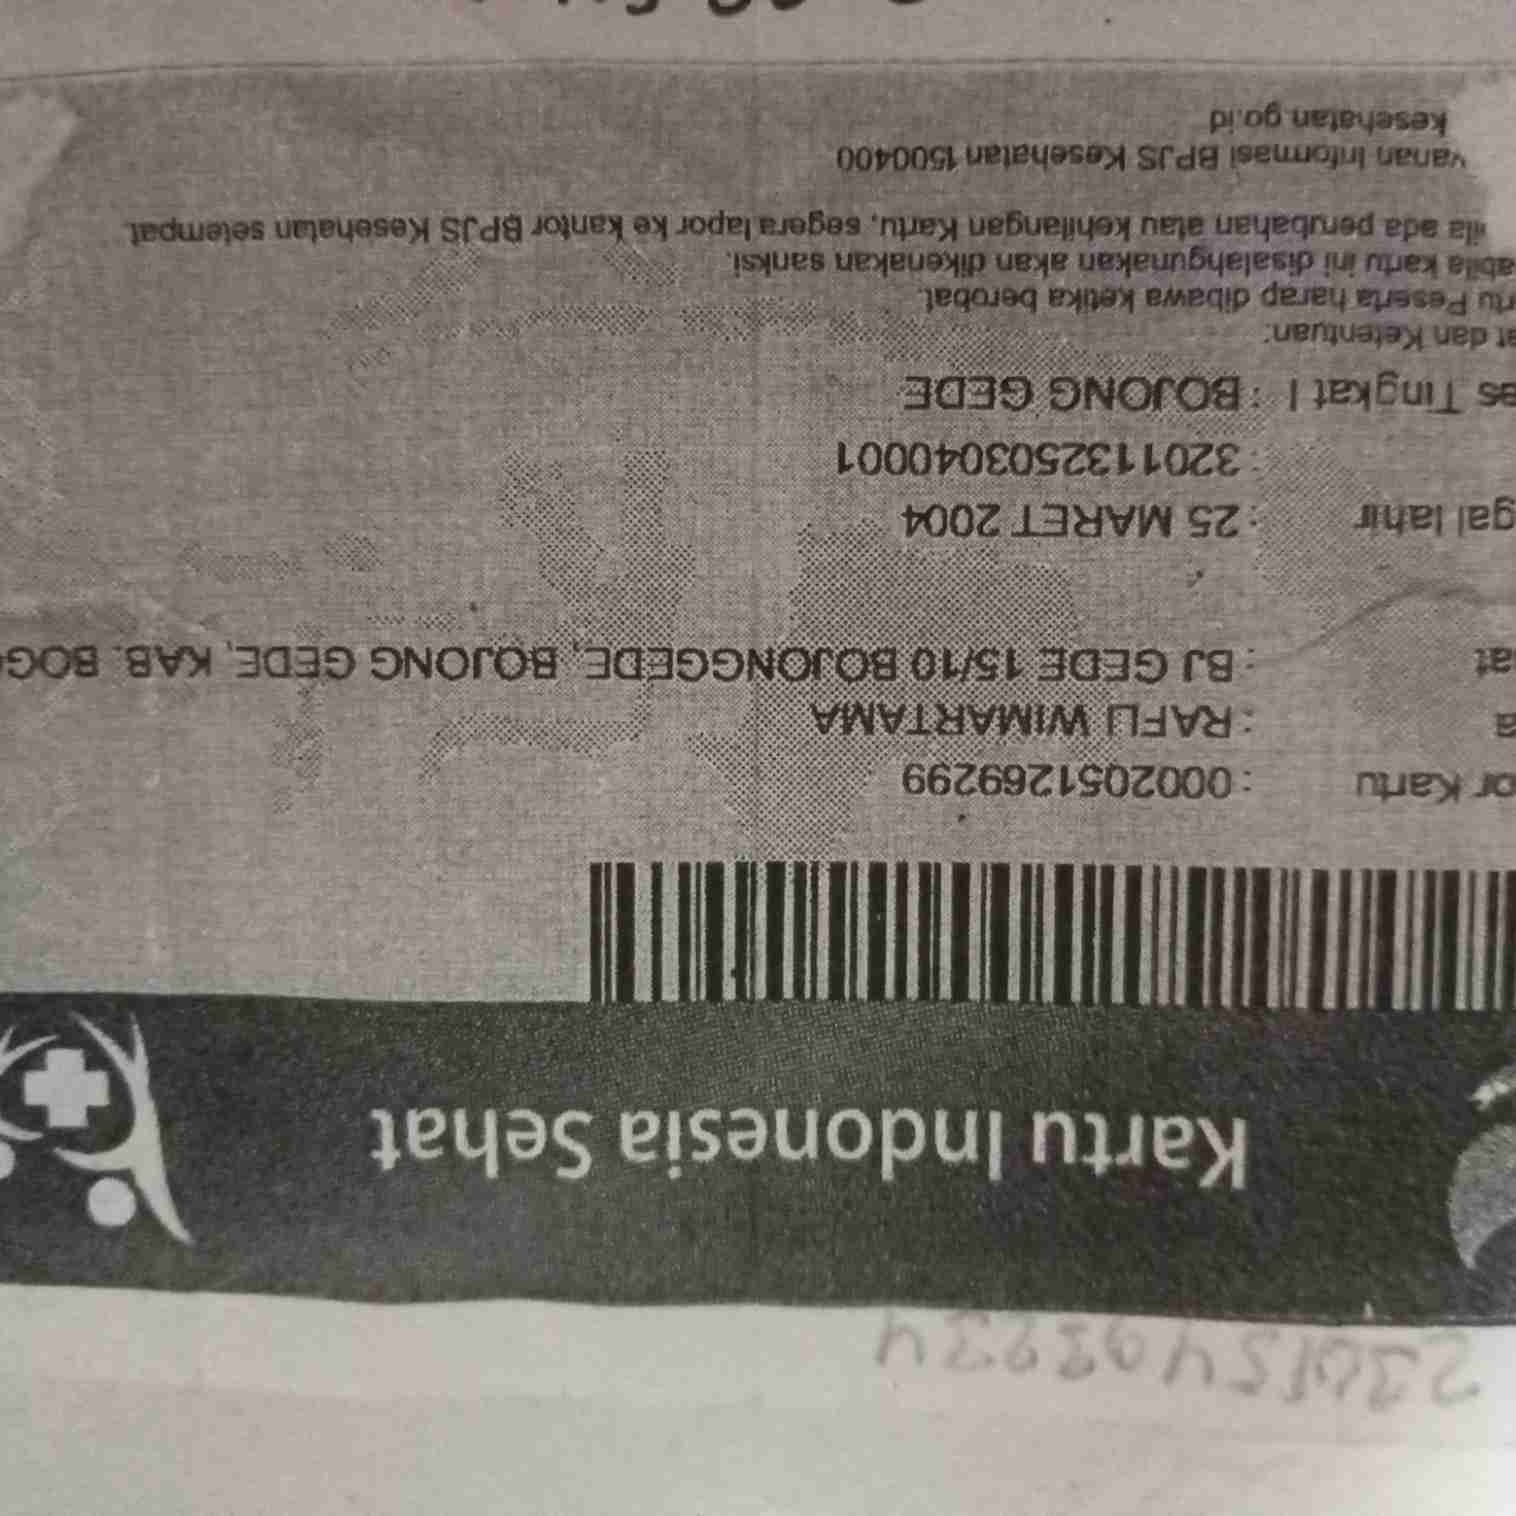 Kartu Indonesia Sehat
or Kartu : 0002051269299
a : RAFLI WIMARTAMA
at : BJ GEDE 15/10 BOJONGGEDE, BOJONG GEDE, KAB. BOGO
gal lahir : 25 MARET 2004
: 3201132503040001
es Tingkat I : BOJONG GEDE
at dan Ketentuan:
rtu Peserta harap dibawa ketika berobat.
abila kartu ini disalahgunakan akan dikenakan sanksi.
ila ada perubahan atau kehilangan Kartu, segera lapor ke kantor BPJS Kesehatan setempat
yanan Informasi BPJS Kesehatan 1500400
kesehatan.go.id